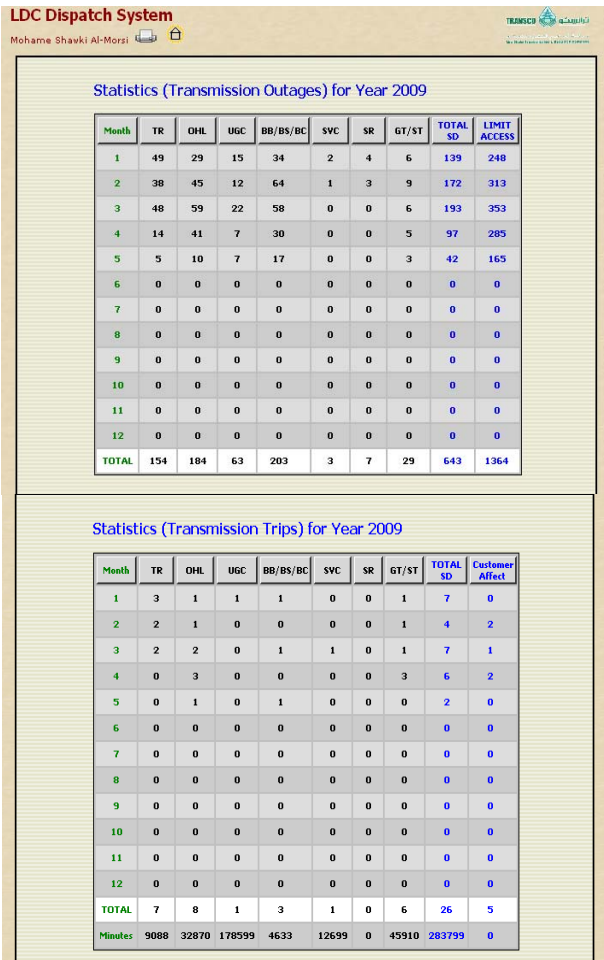 LDC Dispatch System
Mohame Shawki Al-Morsi
TRANSCO ترانسكو
Statistics (Transmission Outages) for Year 2009
Month TR OHL UGC BB/BS/BC SVC SR GT/ST TOTAL SD LIMIT ACCESS
1 49 29 15 34 2 4 6 139 248
2 38 45 12 64 1 3 9 172 313
3 48 59 22 58 0 0 6 193 353
4 14 41 7 30 0 0 5 97 285
5 5 10 7 17 0 0 3 42 165
6 0 0 0 0 0 0 0 0 0
7 0 0 0 0 0 0 0 0 0
8 0 0 0 0 0 0 0 0 0
9 0 0 0 0 0 0 0 0 0
10 0 0 0 0 0 0 0 0 0
11 0 0 0 0 0 0 0 0 0
12 0 0 0 0 0 0 0 0 0
TOTAL 154 184 63 203 3 7 29 643 1364
Statistics (Transmission Trips) for Year 2009
Month TR OHL UGC BB/BS/BC SVC SR GT/ST TOTAL SD Customer Affect
1 3 1 1 1 0 0 1 7 0
2 2 1 0 0 0 0 1 4 2
3 2 2 0 1 1 0 1 7 1
4 0 3 0 0 0 0 3 6 2
5 0 1 0 1 0 0 0 2 0
6 0 0 0 0 0 0 0 0 0
7 0 0 0 0 0 0 0 0 0
8 0 0 0 0 0 0 0 0 0
9 0 0 0 0 0 0 0 0 0
10 0 0 0 0 0 0 0 0 0
11 0 0 0 0 0 0 0 0 0
12 0 0 0 0 0 0 0 0 0
TOTAL 7 8 1 3 1 0 6 26 5
Minutes 9088 32870 178599 4633 12699 0 45910 283799 0